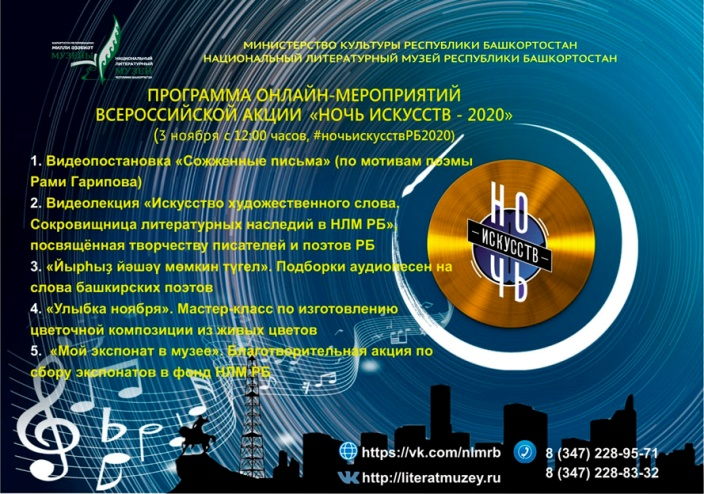 МИЛЛИ ӘҘӘБИӘТ
МУЗЕЙЫ
НАЦИОНАЛЬНЫЙ
ЛИТЕРАТУРНЫЙ
МУЗЕЙ
МИНИСТЕРСТВО КУЛЬТУРЫ РЕСПУБЛИКИ БАШКОРТОСТАН
НАЦИОНАЛЬНЫЙ ЛИТЕРАТУРНЫЙ МУЗЕЙ РЕСПУБЛИКИ БАШКОРТОСТАН
ПРОГРАММА ОНЛАЙН-МЕРОПРИЯТИЙ
ВСЕРОССИЙСКОЙ АКЦИИ «НОЧЬ ИСКУССТВ - 2020»
(3 ноября с 12:00 часов, #ночьискусствРБ2020)
1. Видеопостановка «Сожженные письма» (по мотивам поэмы
Рами Гарипова)
2. Видеолекция «Искусство художественного слова.
Сокровищница литературных наследий в НЛМ РБ»,
посвящённая творчеству писателей и поэтов РБ
3. «Йырһыҙ йәшәү мөмкин түгел». Подборки аудиопесен на
слова башкирских поэтов
4. «Улыбка ноября». Мастер-класс по изготовлению
цветочной композиции из живых цветов
5. «Мой экспонат в музее». Благотворительная акция по
сбору экспонатов в фонд НЛМ РБ
НО
ИСКУССТВ
ЧЬ
https://vk.com/nlmrb
8 (347) 228-95-71
http://literatmuzey.ru
8 (347) 228-83-32